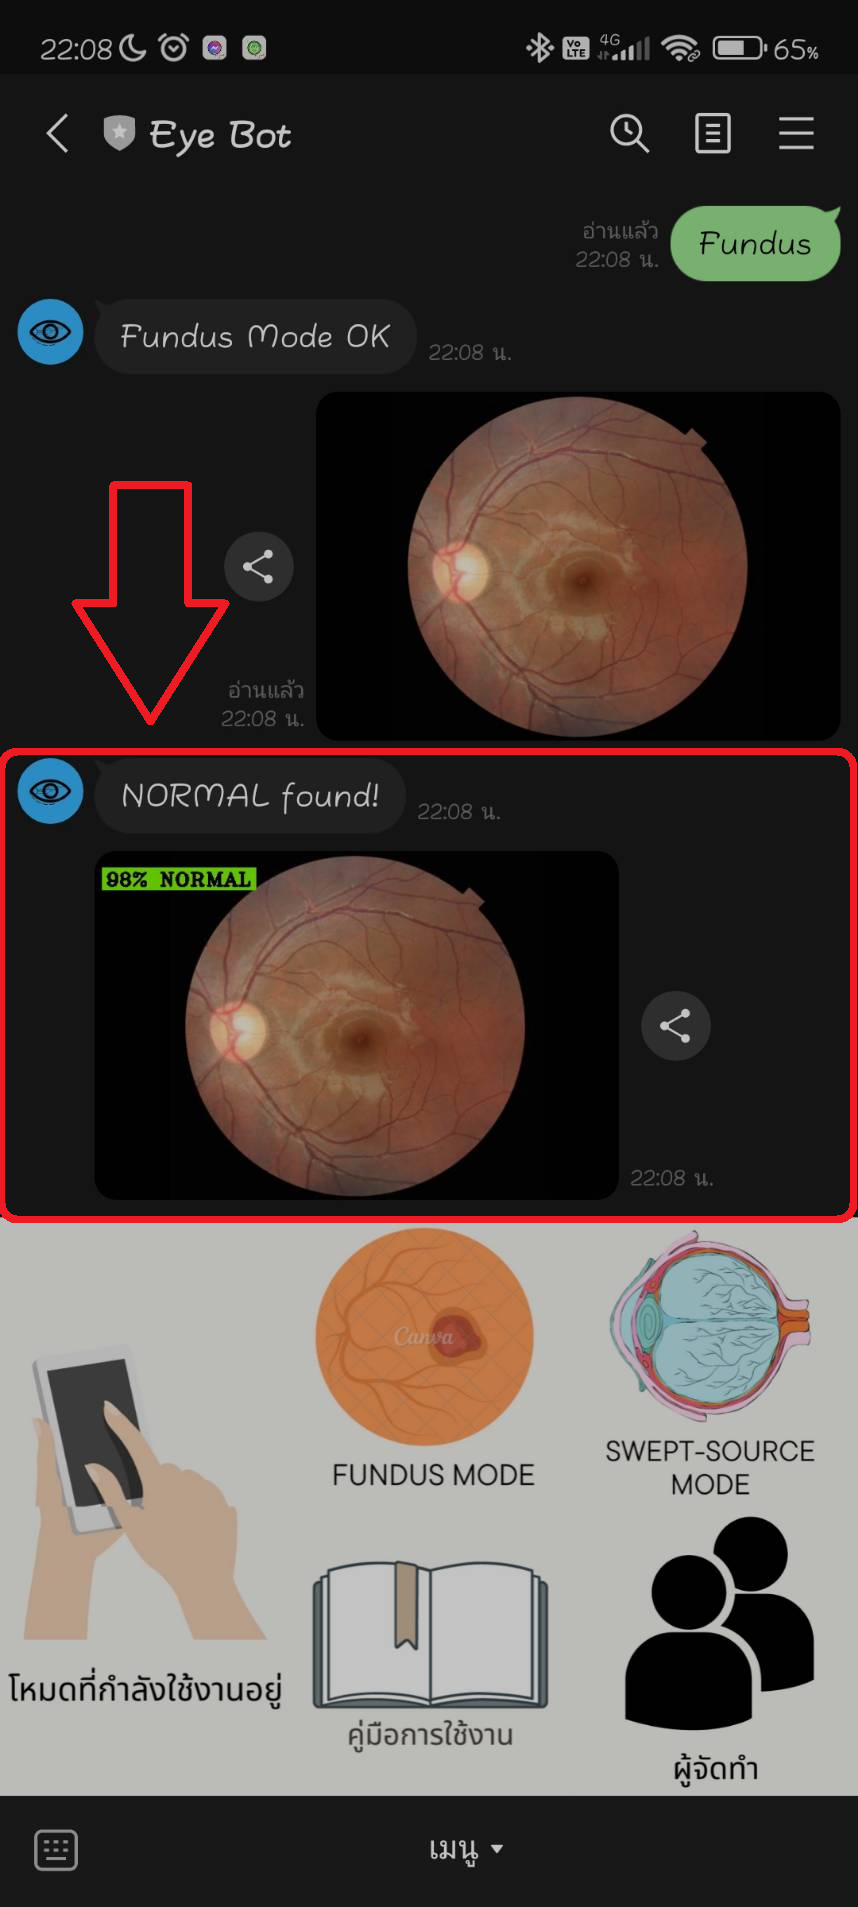 22:08
4G
Vo LTE
65%
Eye Bot
อ่านแล้ว
22:08 น.
Fundus
Fundus Mode OK
22:08 น.
อ่านแล้ว
22:08 น.
NORMAL found!
22:08 น.
98% NORMAL
22:08 น.
Canva
FUNDUS MODE
SWEPT-SOURCE
MODE
โหมดที่กำลังใช้งานอยู่
คู่มือการใช้งาน
ผู้จัดทำ
เมนู